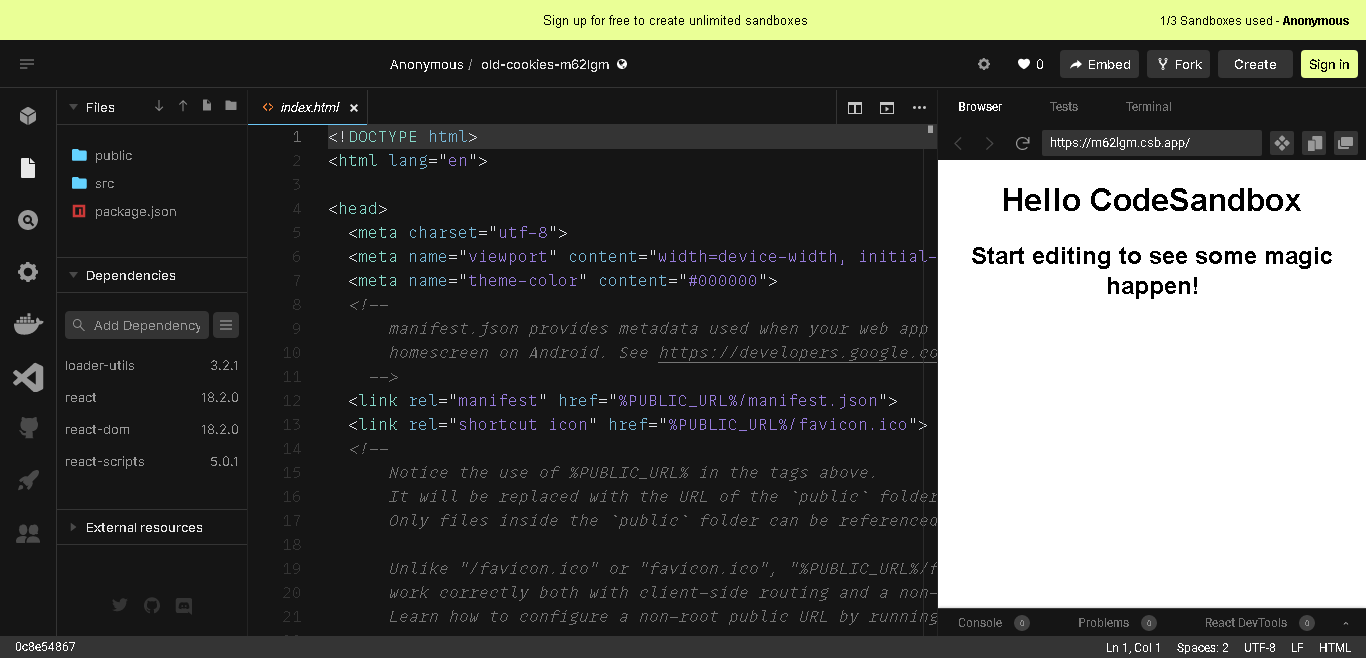 Sign up for free to create unlimited sandboxes
1/3 Sandboxes used - Anonymous
Anonymous / old-cookies-m62lgm
0
Embed
Fork
Create
Sign in
Files
public
src
package.json
Dependencies
Add Dependency
loader-utils 3.2.1
react 18.2.0
react-dom 18.2.0
react-scripts 5.0.1
External resources
index.html
1 <!DOCTYPE html>
2 <html lang="en">
3
4 <head>
5 <meta charset="utf-8">
6 <meta name="viewport" content="width=device-width, initial-
7 <meta name="theme-color" content="#000000">
8 <!--
9 manifest.json provides metadata used when your web app
10 homescreen on Android. See https://developers.google.co
11 -->
12 <link rel="manifest" href="%PUBLIC_URL%/manifest.json">
13 <link rel="shortcut icon" href="%PUBLIC_URL%/favicon.ico">
14 <!--
15 Notice the use of %PUBLIC_URL% in the tags above.
16 It will be replaced with the URL of the `public` folder
17 Only files inside the `public` folder can be referenced
18
19 Unlike "/favicon.ico" or "favicon.ico", "%PUBLIC_URL%/f
20 work correctly both with client-side routing and a non-
21 Learn how to configure a non-root public URL by running
Browser Tests Terminal
https://m62lgm.csb.app/
Hello CodeSandbox
Start editing to see some magic
happen!
Console 0 Problems 0 React DevTools 0
0c8e54867
Ln 1, Col 1 Spaces: 2 UTF-8 LF HTML